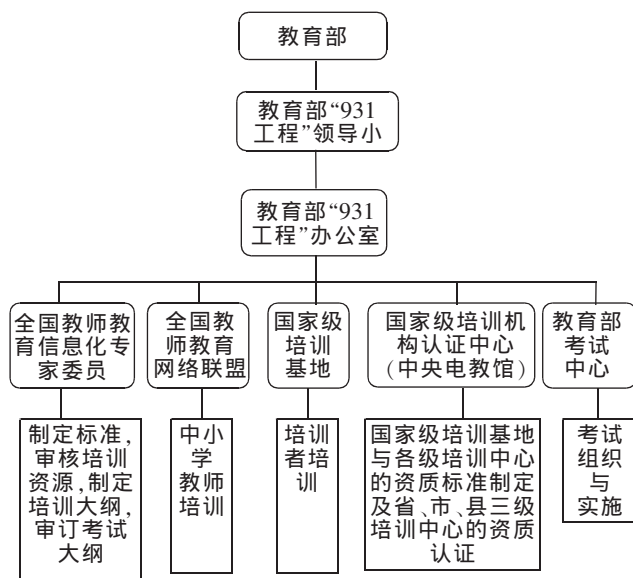 教育部
教育部“931
工程”领导小
教育部“931
工程”办公室
全国教师教
育信息化专
家委员
全国教
师教育
网络联盟
国家级
培训
基地
国家级培训机
构认证中心
(中央电教馆)
教育部
考试
中心
制定标准,
审核培训
资源,制定
培训大纲,
审订考试
大纲
中小
学
教师
培训
培训
者培
训
国家级培训基地
与各级培训中心
的资质标准制定
及省、市、县三级
培训中心的资质
认证
考试
组织
与
实施